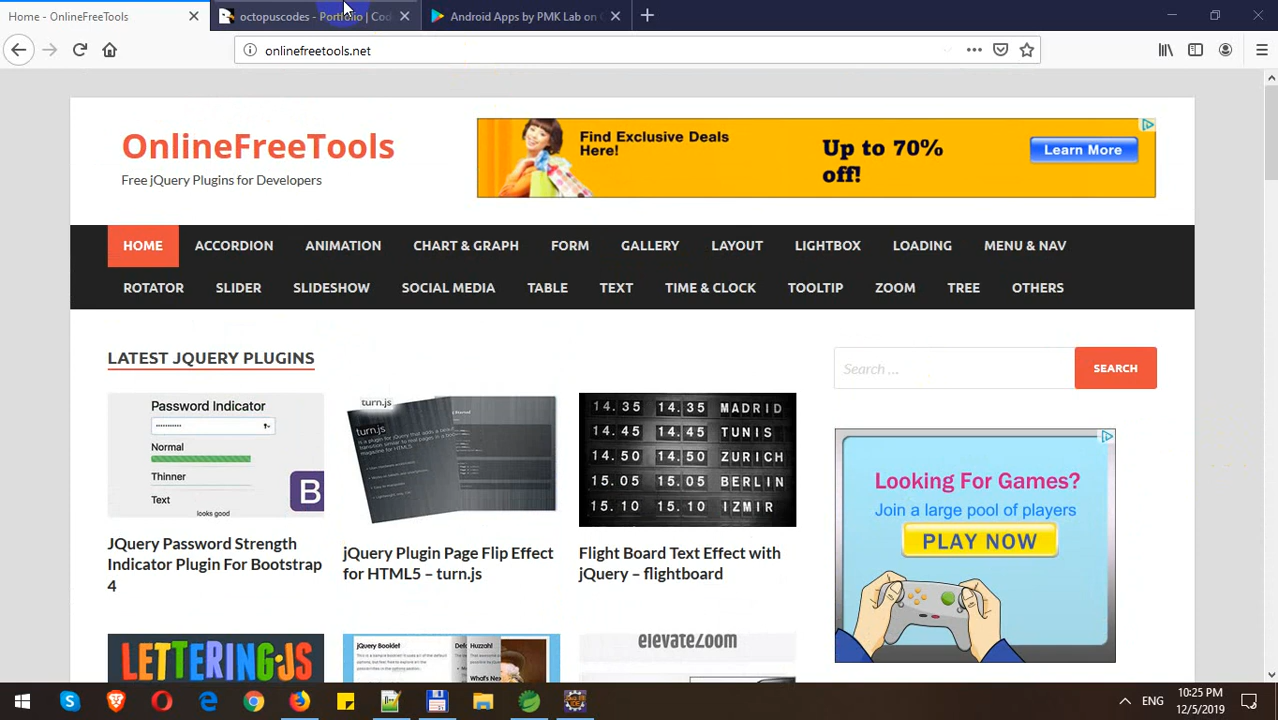 Home - OnlineFreeTools
octopuscodes - Portfolio | Cod
Android Apps by PMK Lab on G
onlinefreetools.net
OnlineFreeTools
Free jQuery Plugins for Developers
Find Exclusive Deals
Here!
Up to 70%
off!
Learn More
HOME ACCORDION ANIMATION CHART & GRAPH FORM GALLERY LAYOUT LIGHTBOX LOADING MENU & NAV
ROTATOR SLIDER SLIDESHOW SOCIAL MEDIA TABLE TEXT TIME & CLOCK TOOLTIP ZOOM TREE OTHERS
LATEST JQUERY PLUGINS
Search ...
SEARCH
Password Indicator
Normal
Thinner
Text
looks good
B
turn.js
turn.js
14.35 14.35 MADRID
14.45 14.45 TUNIS
14.50 14.50 ZURICH
15.05 15.05 BERLIN
15.10 15.10 IZMIR
JQuery Password Strength
Indicator Plugin For Bootstrap
4
jQuery Plugin Page Flip Effect
for HTML5 – turn.js
Flight Board Text Effect with
jQuery – flightboard
Looking For Games?
Join a large pool of players
PLAY NOW
LETTERING.JS
jQuery Booklet
Huzzah!
What's Next
elevateZoom
ENG
10:25 PM
12/5/2019